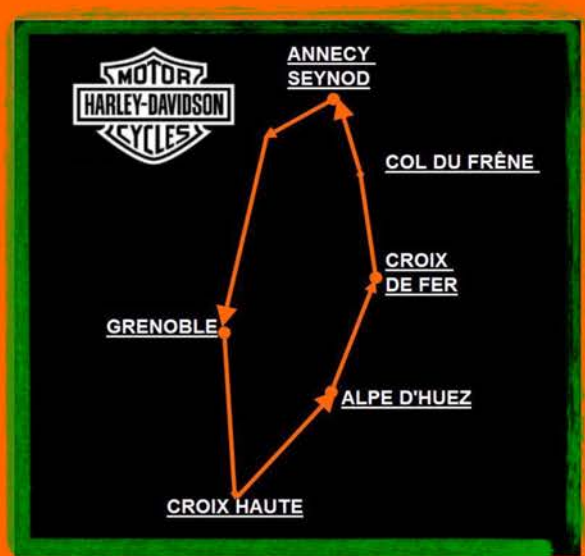 ANNECY
SEYNOD
MOTOR
HARLEY-DAVIDSON
CYCLES
COL DU FRÊNE
CROIX
DE FER
GRENOBLE
ALPE D'HUEZ
CROIX HAUTE